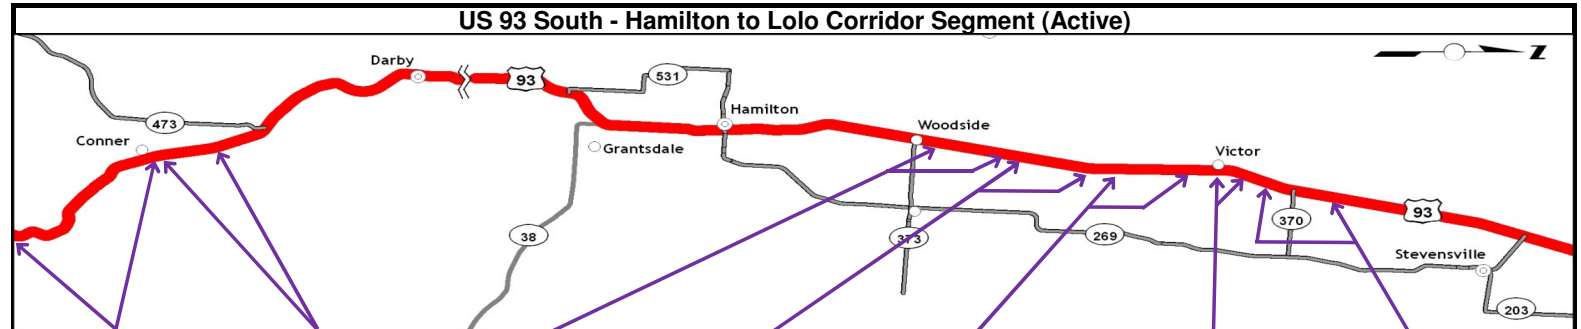 US 93 South - Hamilton to Lolo Corridor Segment (Active)
Darby
93
531
Z
Hamilton
473
Conner
Woodside
Grantsdale
Victor
93
370
38
373
269
Stevensville
203